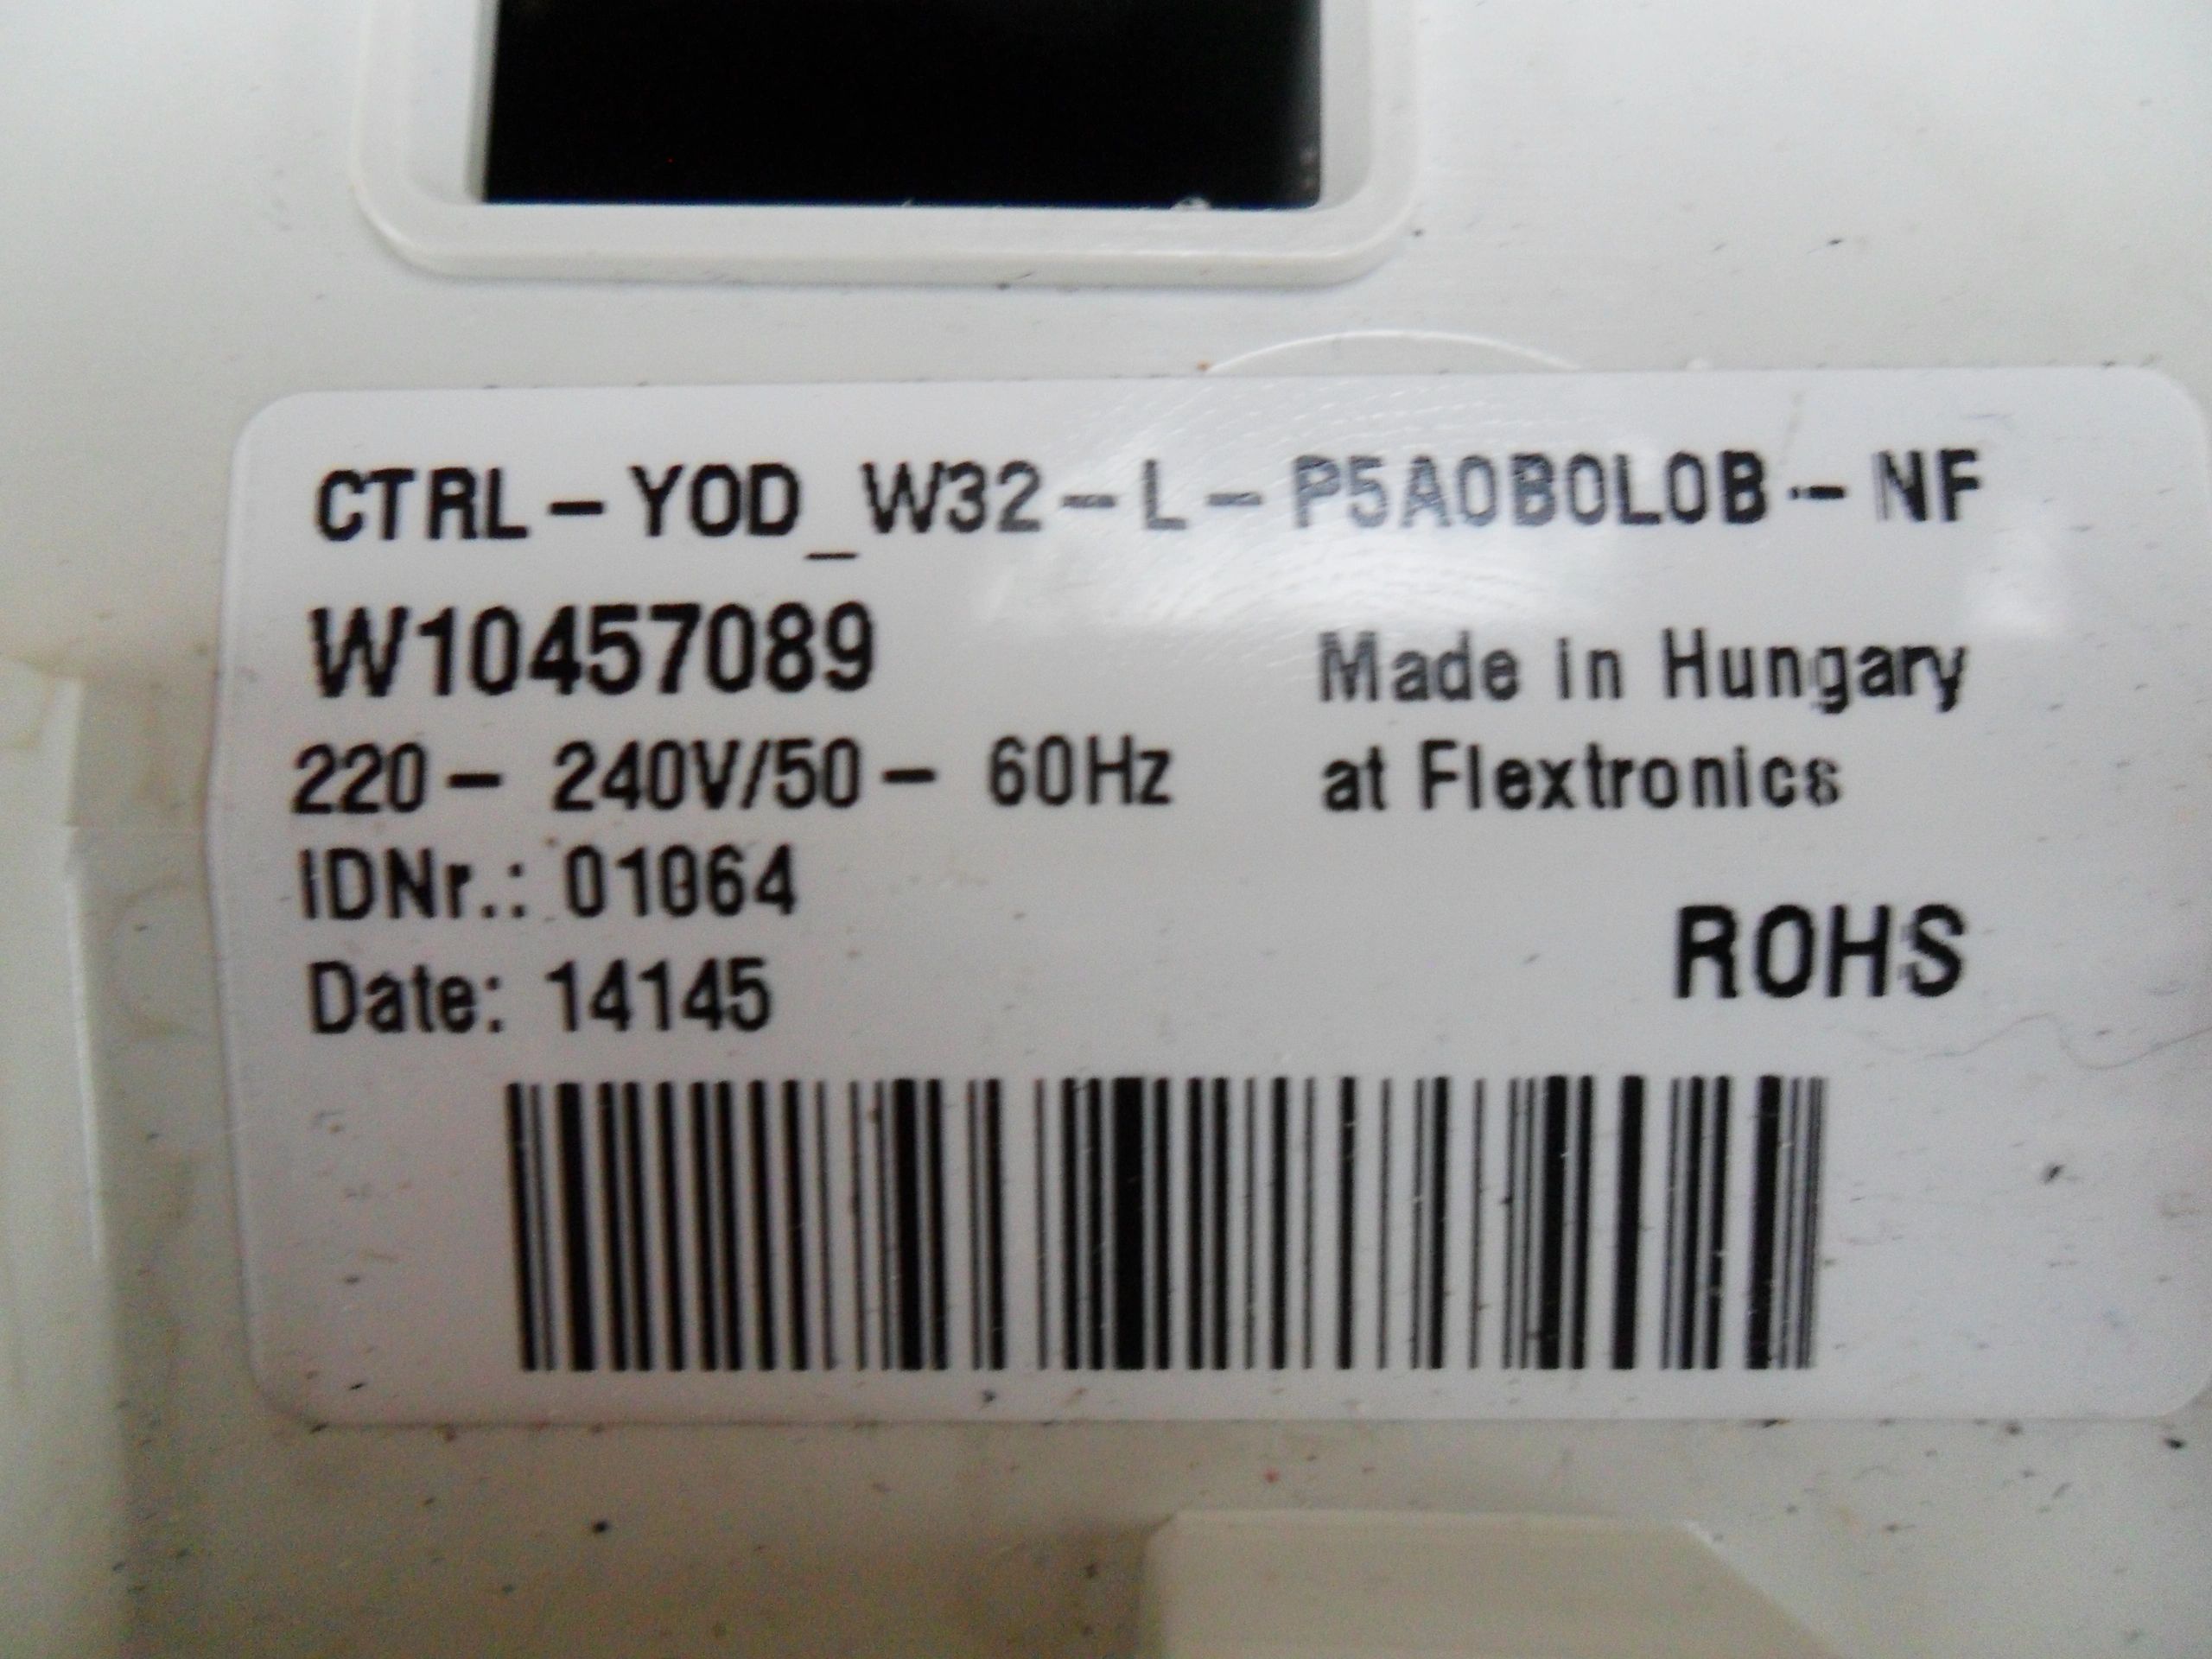 CTRL-YOD_W32-L-P5A0B0L0B--NF
W10457089
Made in Hungary
220- 240V/50- 60Hz
at Flextronics
IDNr.: 01064
ROHS
Date: 14145